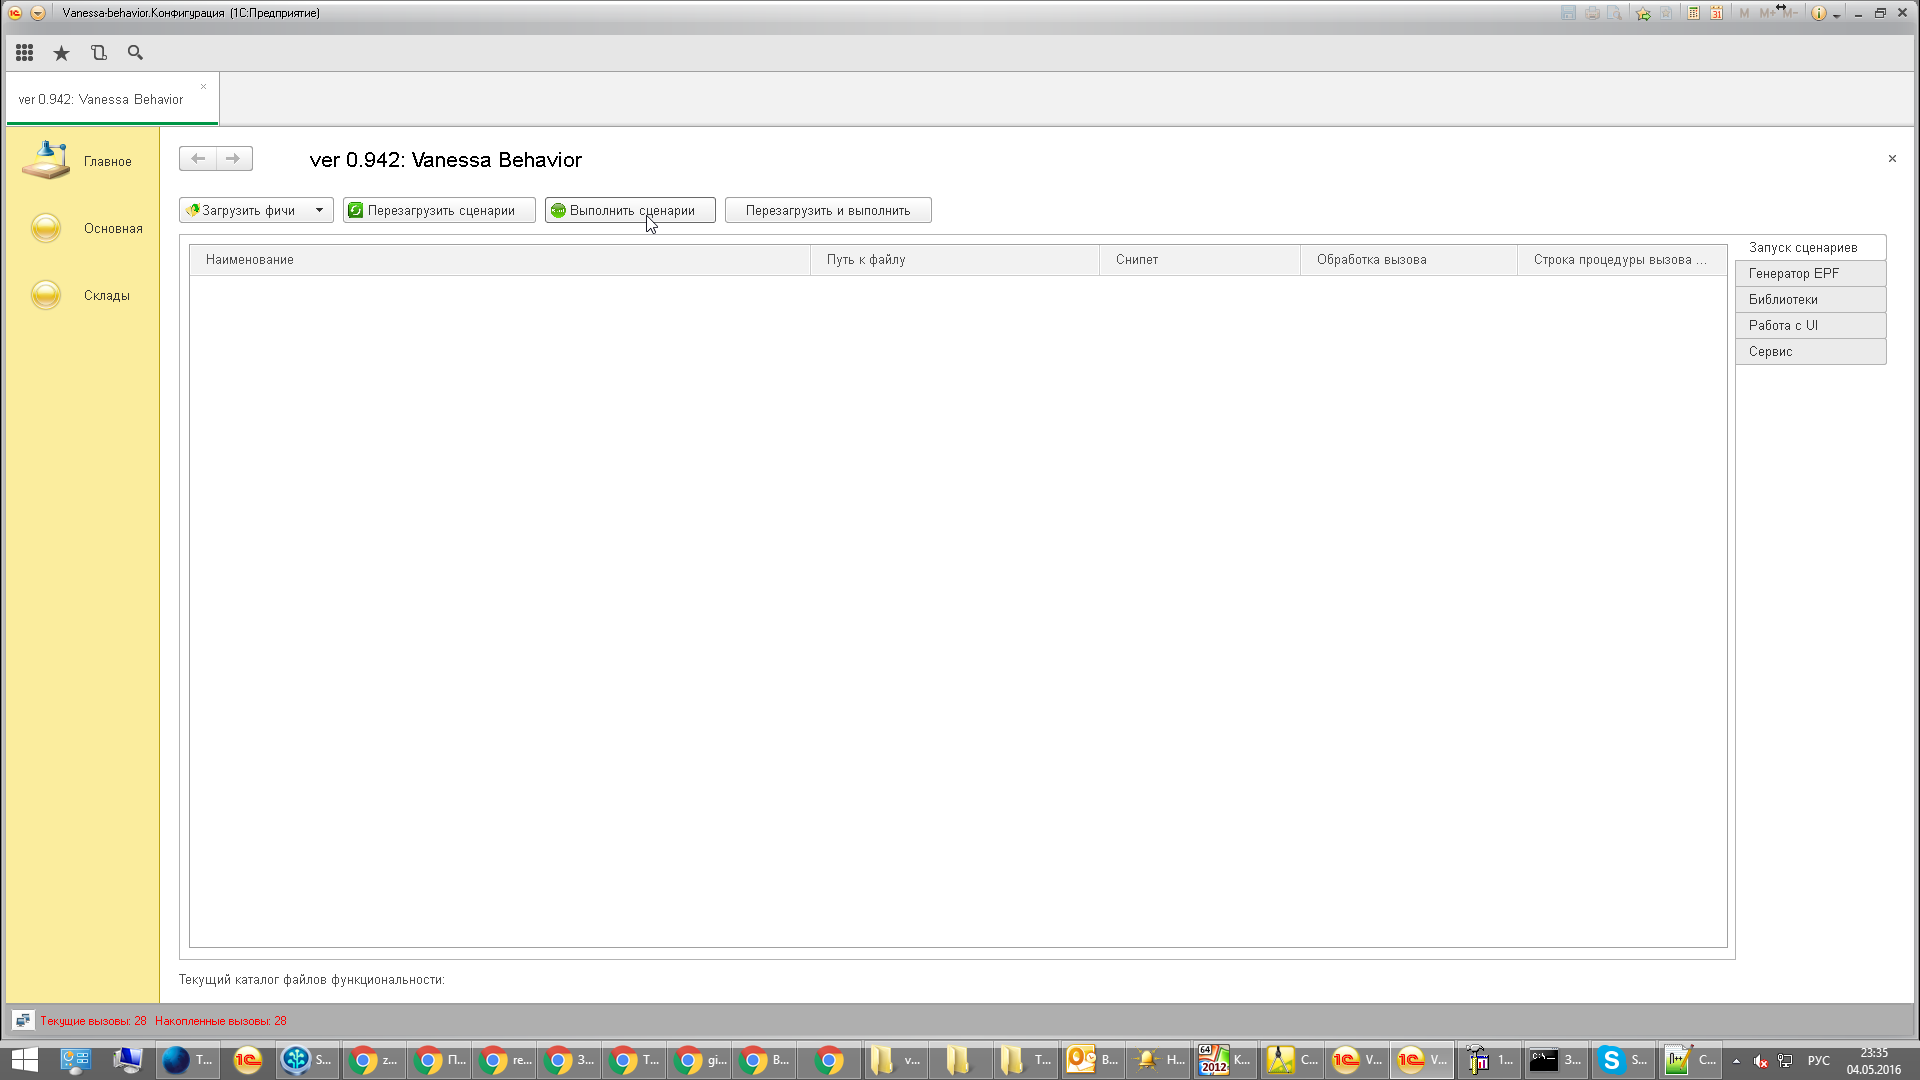 Vanessa-behavior.Конфигурация (1С:Предприятие)
M M+ M-
ver 0.942: Vanessa Behavior
Главное
Основная
Склады
ver 0.942: Vanessa Behavior
Загрузить фичи
Перезагрузить сценарии
Выполнить сценарии
Перезагрузить и выполнить
Наименование
Путь к файлу
Снипет
Обработка вызова
Строка процедуры вызова ...
Запуск сценариев
Генератор EPF
Библиотеки
Работа с UI
Сервис
Текущий каталог файлов функциональности:
Текущие вызовы: 28 Накопленные вызовы: 28
T... S... z... П... re... З... T... gi... B... v... T... B... Н... К... С... V... V... 1... З... S... С...
РУС
23:35
04.05.2016